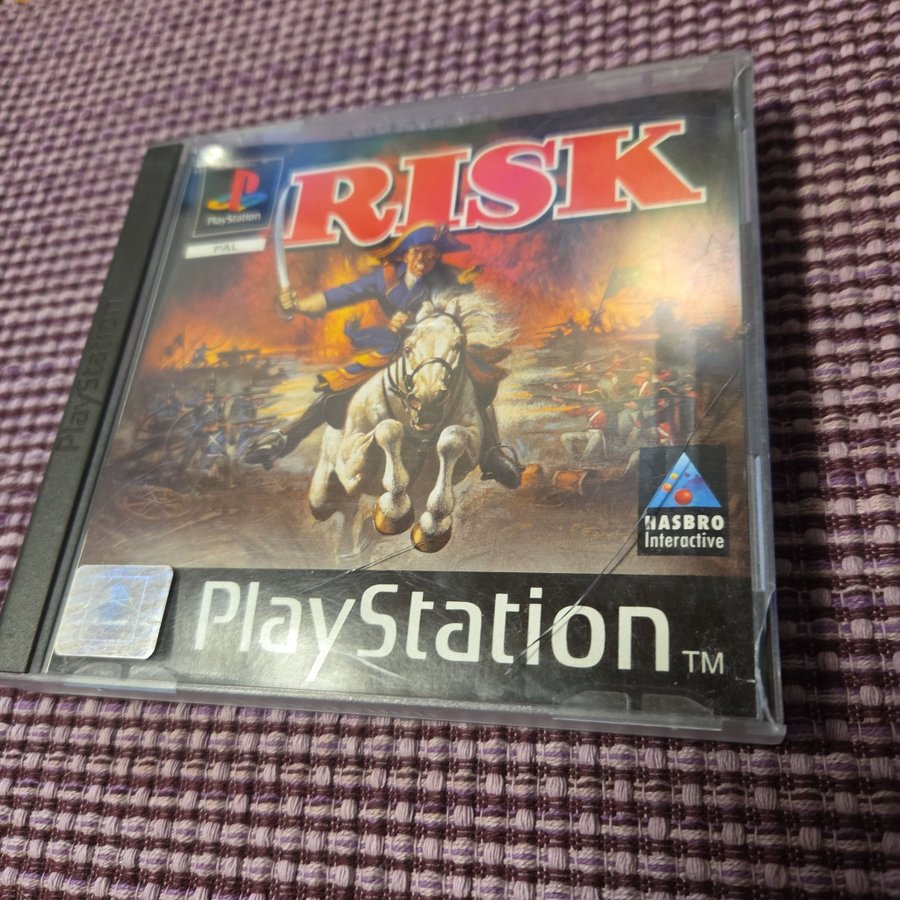 PlayStation
RISK
PlayStation
PAL
HASBRO
Interactive
PlayStation TM